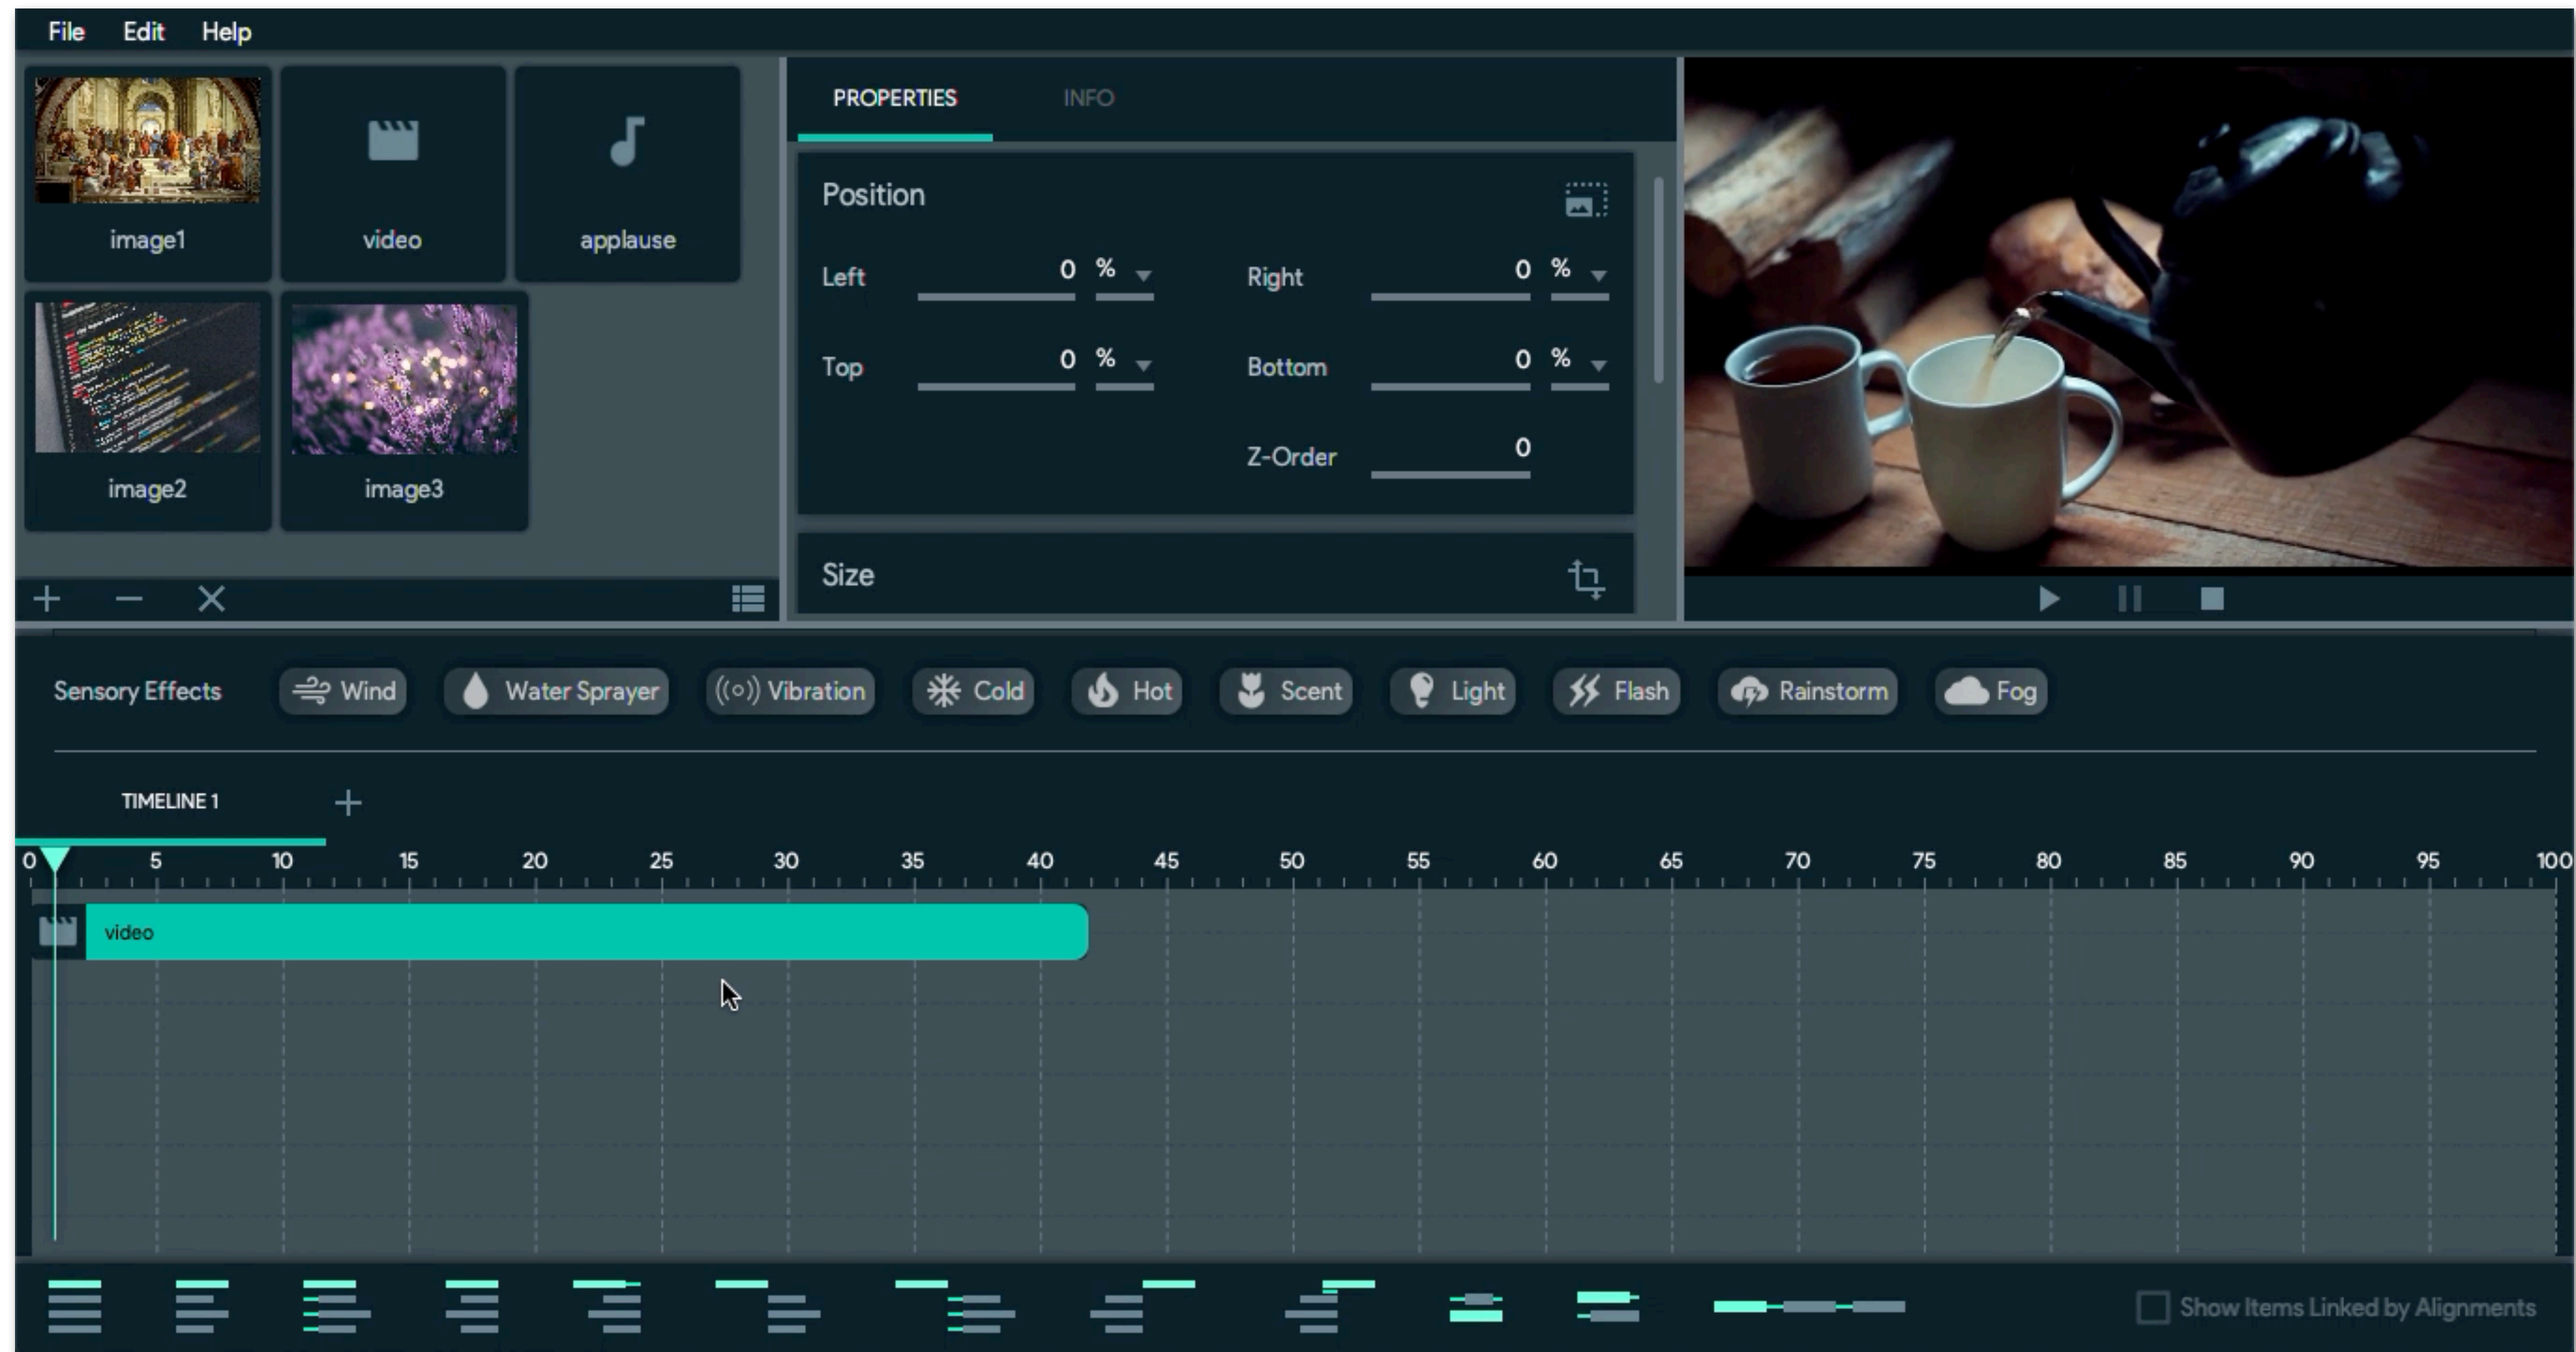 File Edit Help
image1 video applause
image2 image3
PROPERTIES INFO
Position
Left 0 % Right 0 %
Top 0 % Bottom 0 %
Z-Order 0
Size
Sensory Effects Wind Water Sprayer Vibration Cold Hot Scent Light Flash Rainstorm Fog
TIMELINE 1
0 5 10 15 20 25 30 35 40 45 50 55 60 65 70 75 80 85 90 95 100
video
Show Items Linked by Alignments